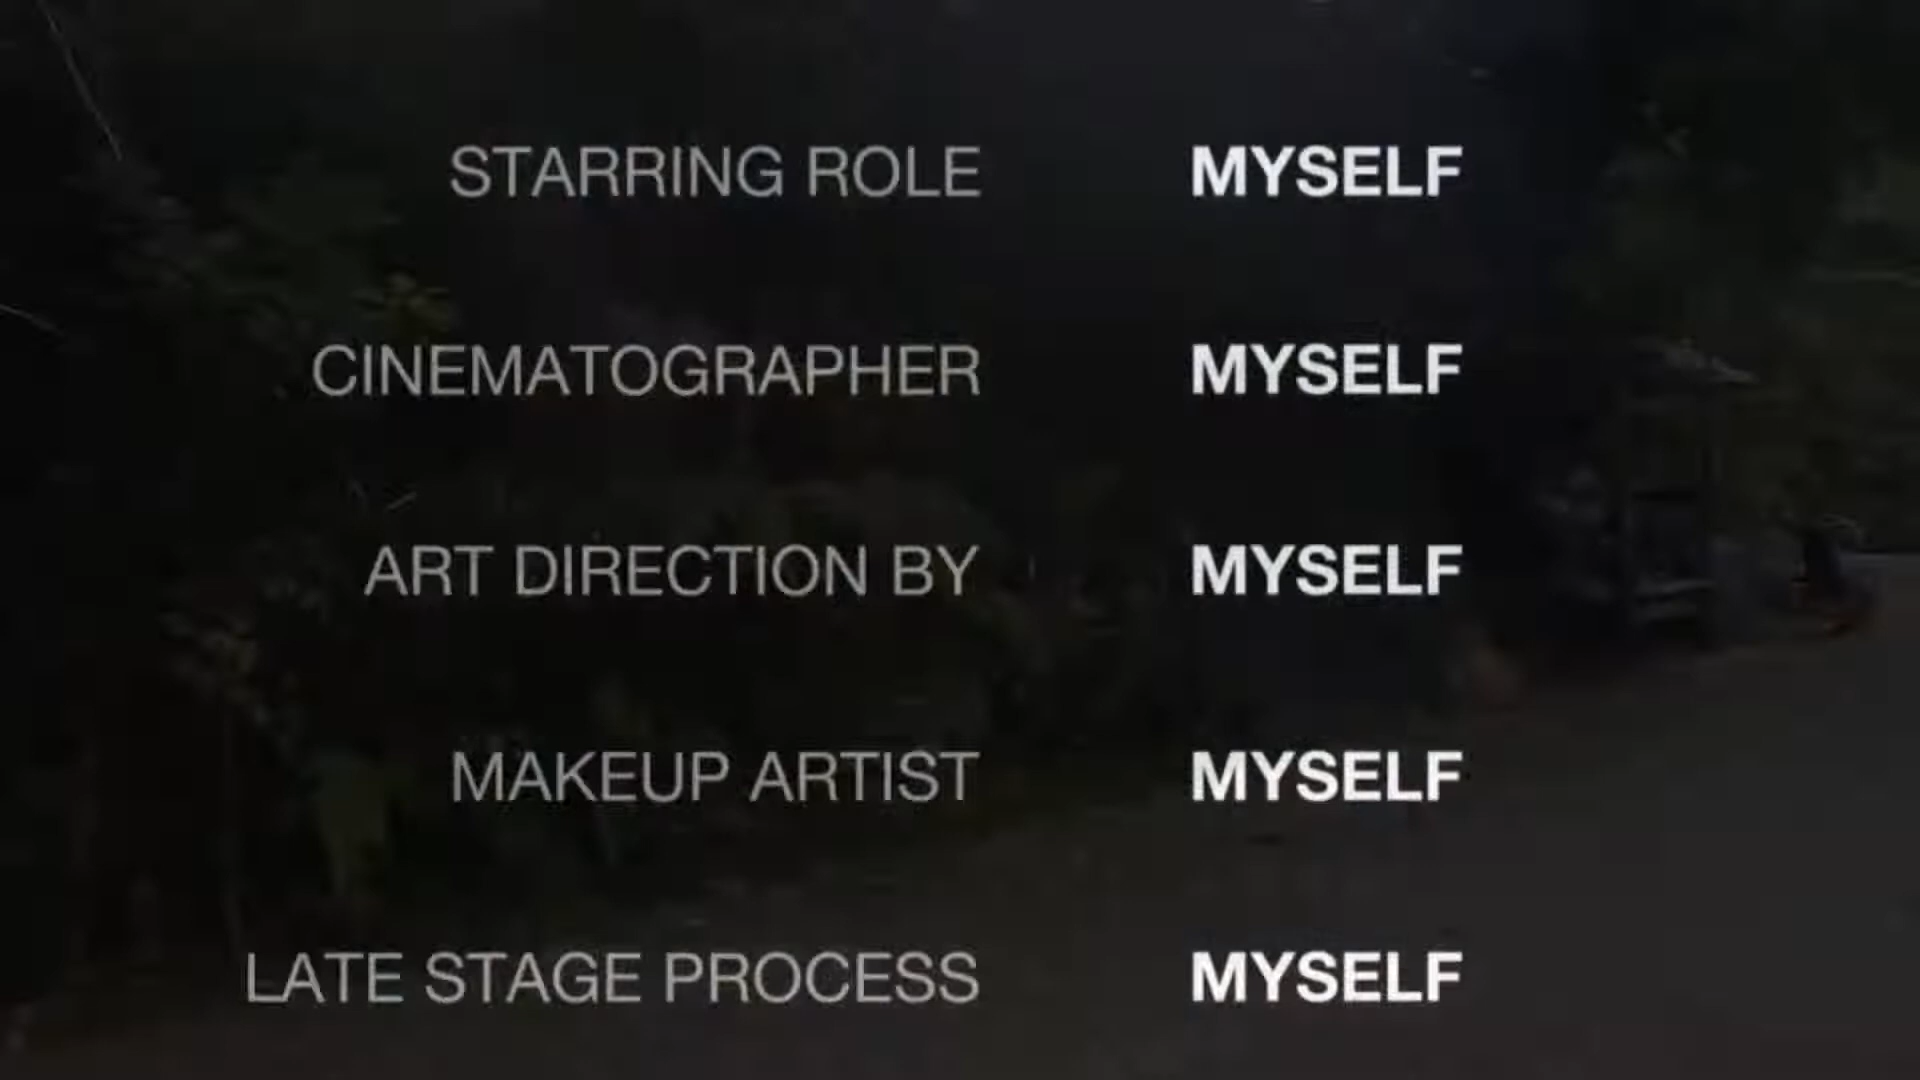 STARRING ROLE MYSELF
CINEMATOGRAPHER MYSELF
ART DIRECTION BY MYSELF
MAKEUP ARTIST MYSELF
LATE STAGE PROCESS MYSELF